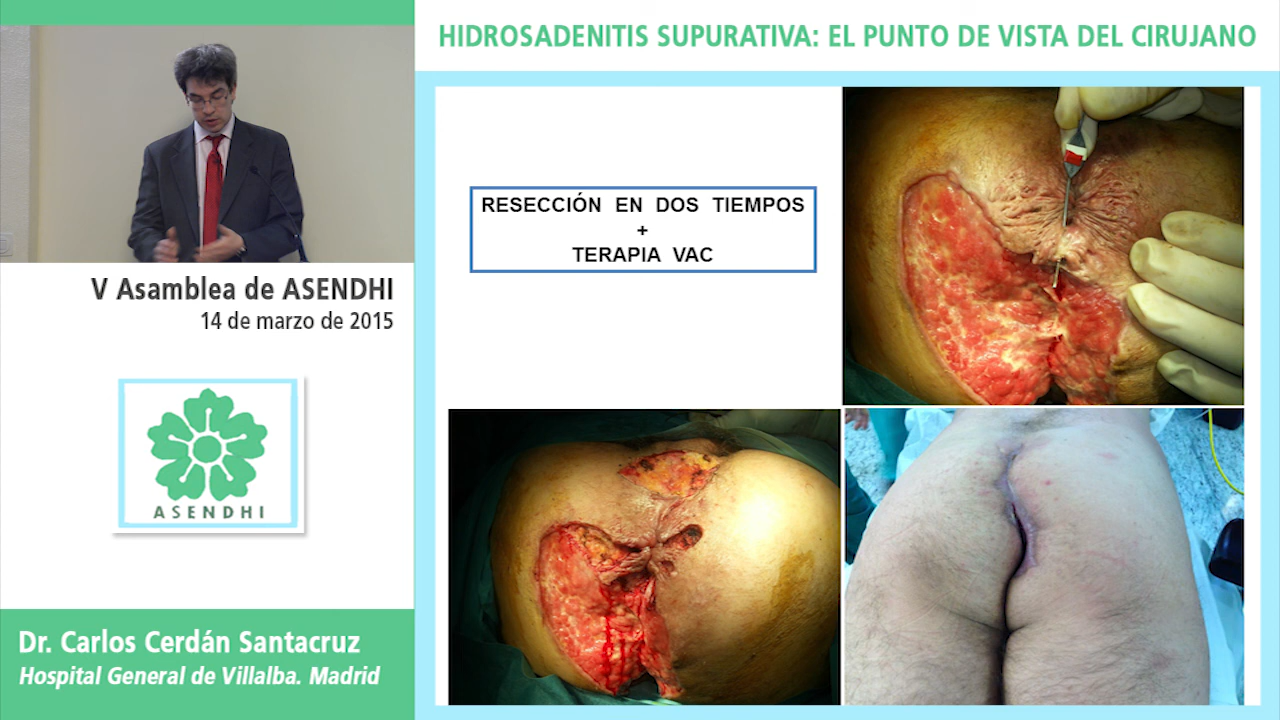 HIDROSADENITIS SUPURATIVA: EL PUNTO DE VISTA DEL CIRUJANO
RESECCIÓN EN DOS TIEMPOS
+
TERAPIA VAC
V Asamblea de ASENDHI
14 de marzo de 2015
ASENDHI
Dr. Carlos Cerdán Santacruz
Hospital General de Villalba. Madrid